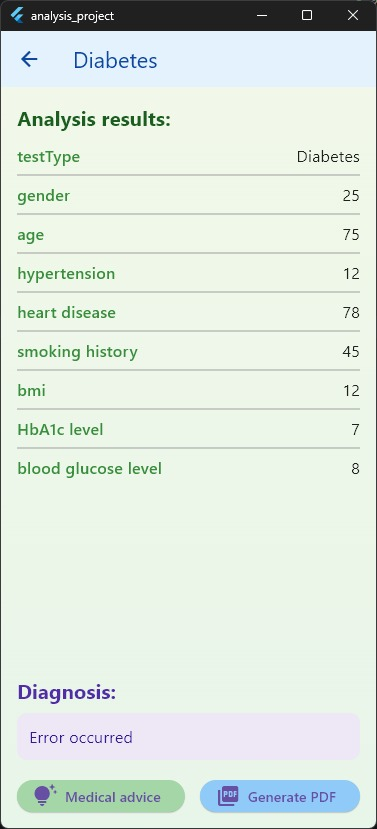 analysis_project
Diabetes
Analysis results:
testType Diabetes
gender 25
age 75
hypertension 12
heart disease 78
smoking history 45
bmi 12
HbA1c level 7
blood glucose level 8
Diagnosis:
Error occurred
Medical advice PDF Generate PDF